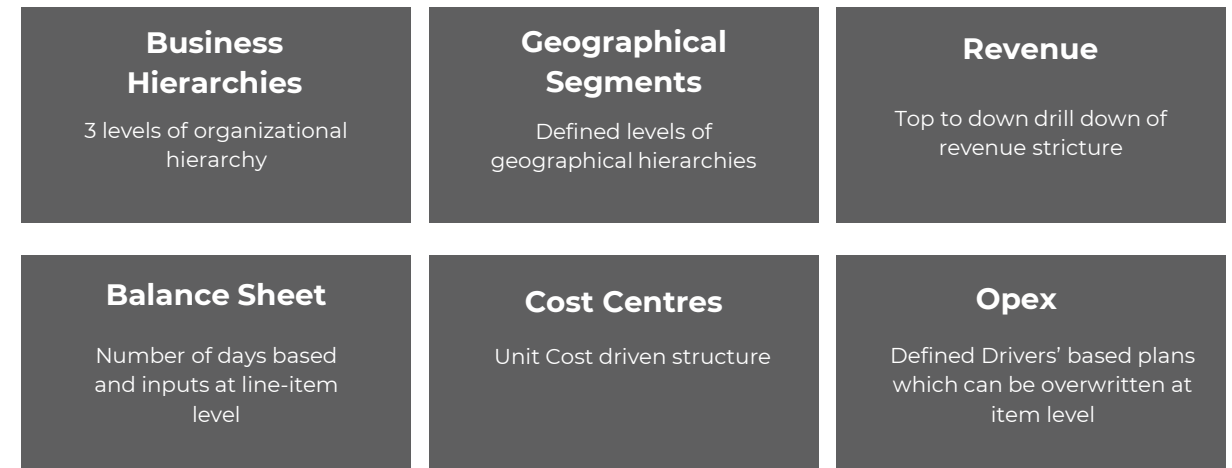 Business
Hierarchies
3 levels of organizational
hierarchy
Geographical
Segments
Defined levels of
geographical hierarchies
Revenue
Top to down drill down of
revenue stricture
Balance Sheet
Number of days based
and inputs at line-item
level
Cost Centres
Unit Cost driven structure
Opex
Defined Drivers’ based plans
which can be overwritten at
item level